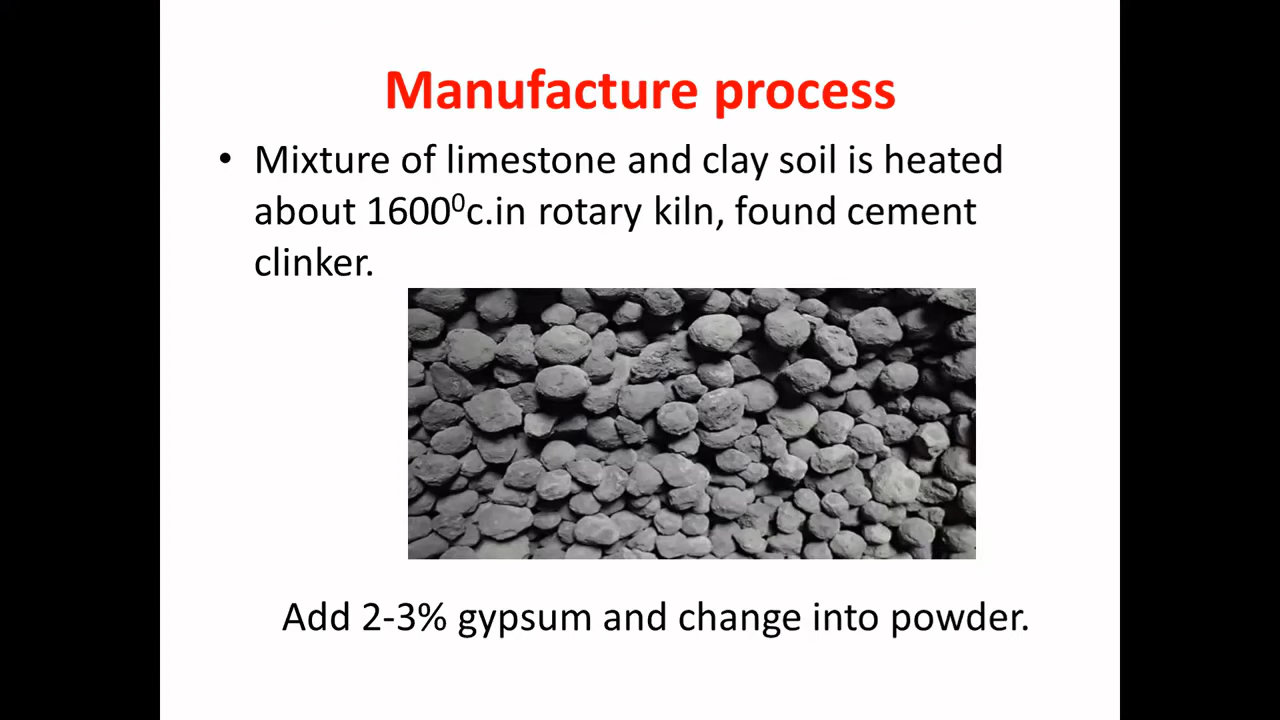 Manufacture process
• Mixture of limestone and clay soil is heated
about 1600⁰c.in rotary kiln, found cement
clinker.
Add 2-3% gypsum and change into powder.